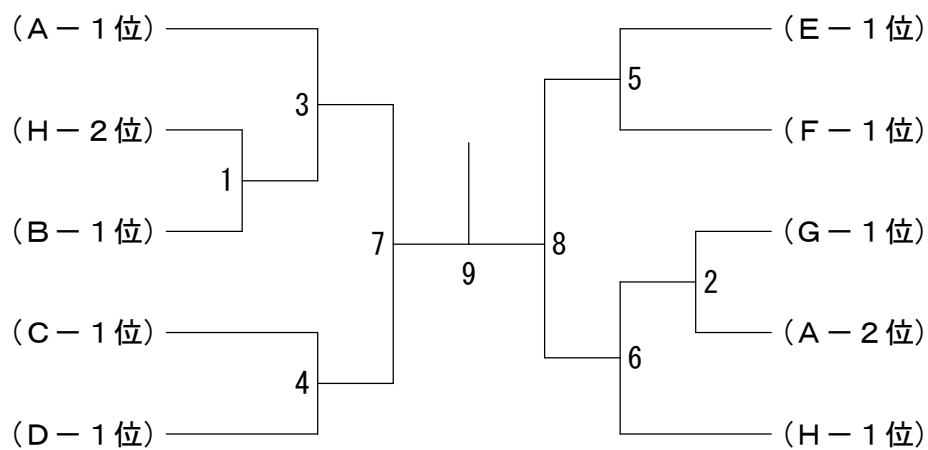 （A－1位）
（H－2位）
（B－1位）
（C－1位）
（D－1位）
1
3
4
7
9
8
5
6
2
（E－1位）
（F－1位）
（G－1位）
（A－2位）
（H－1位）